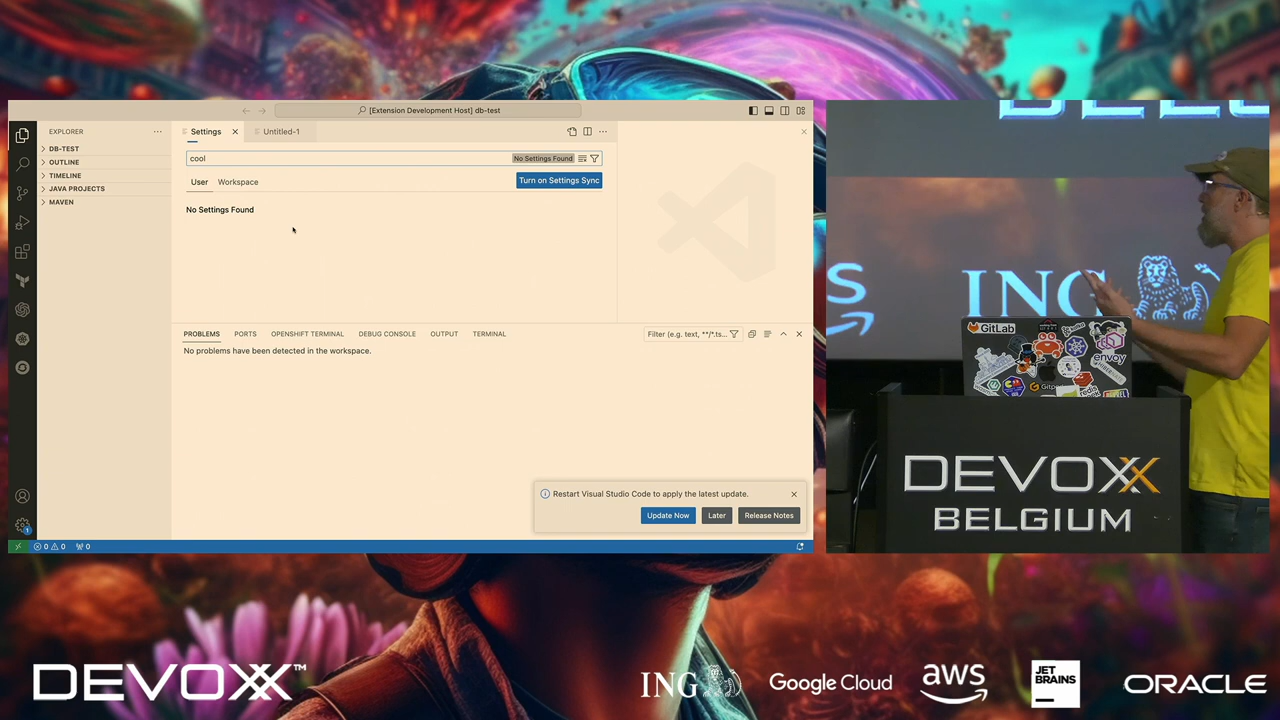 [Extension Development Host] db-test
EXPLORER
DB-TEST
OUTLINE
TIMELINE
JAVA PROJECTS
MAVEN
Settings
Untitled-1
cool
No Settings Found
User
Workspace
Turn on Settings Sync
No Settings Found
PROBLEMS
PORTS
OPENSHIFT TERMINAL
DEBUG CONSOLE
OUTPUT
TERMINAL
Filter (e.g. text, **/*.ts...
No problems have been detected in the workspace.
Restart Visual Studio Code to apply the latest update.
Update Now
Later
Release Notes
1
0
0
0
S
ING
GitLab
envoy
DEVOXX
BELGIUM
DEVOXX™
ING
Google Cloud
aws
JET
BRAINS
ORACLE